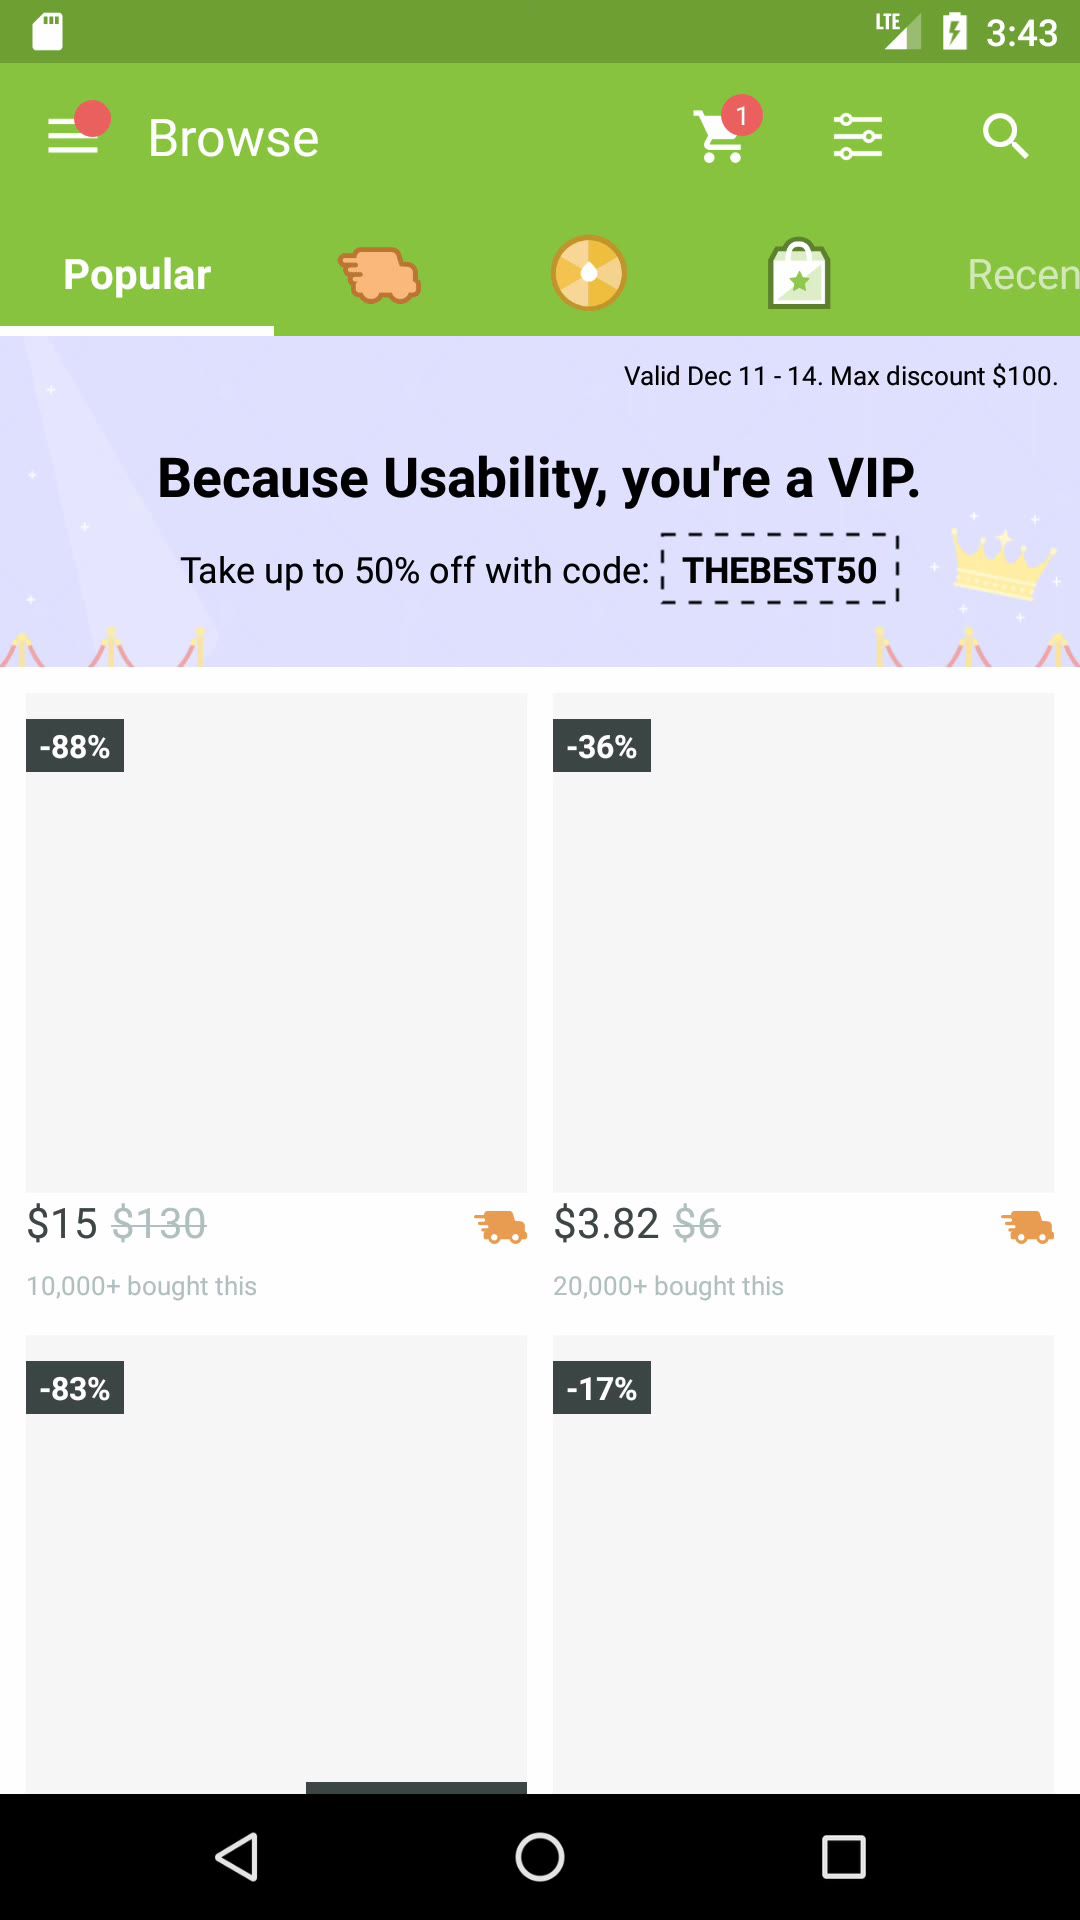 LTE 3:43
Browse 1
Popular Recen
Valid Dec 11 - 14. Max discount $100.
Because Usability, you're a VIP.
Take up to 50% off with code: THEBEST50
-88% -36%
$15 $130 $3.82 $6
10,000+ bought this 20,000+ bought this
-83% -17%